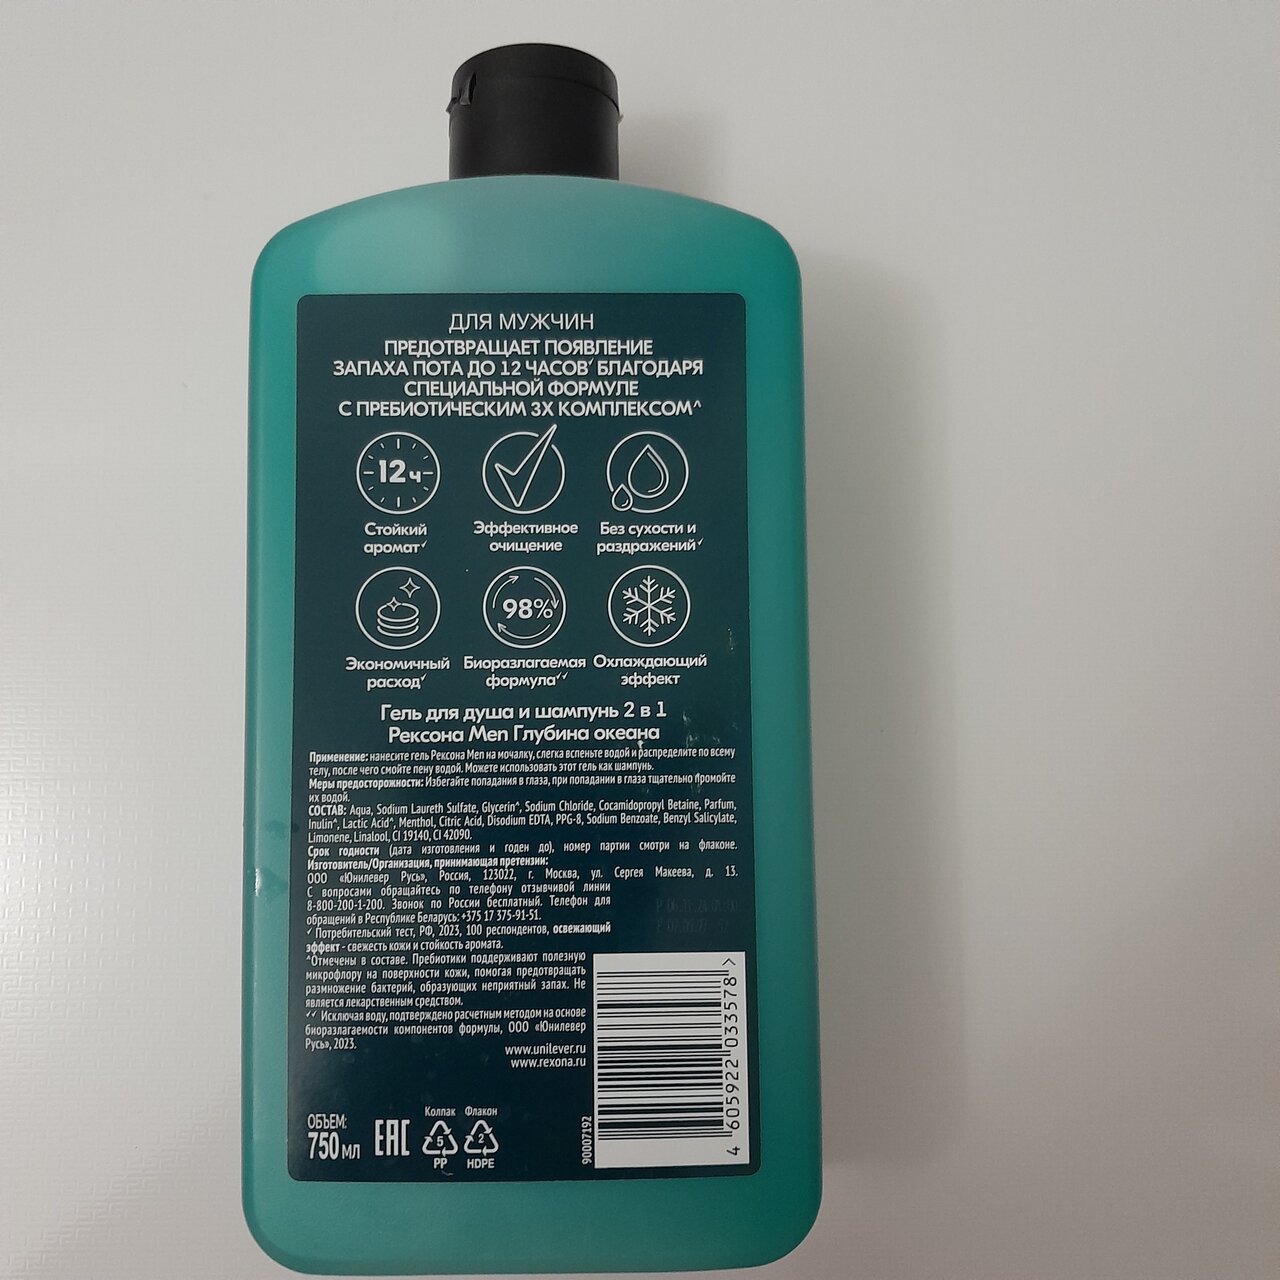 ДЛЯ МУЖЧИН
ПРЕДОТВРАЩАЕТ ПОЯВЛЕНИЕ
ЗАПАХА ПОТА ДО 12 ЧАСОВ✓ БЛАГОДАРЯ
СПЕЦИАЛЬНОЙ ФОРМУЛЕ
С ПРЕБИОТИЧЕСКИМ 3X КОМПЛЕКСОМ^
12ч
Стойкий
аромат✓
Эффективное
очищение
Без сухости и
раздражений✓
Экономичный
расход✓
98%
Биоразлагаемая
формула✓✓
Охлаждающий
эффект
Гель для душа и шампунь 2 в 1
Рексона Men Глубина океана
Применение: нанесите гель Рексона Men на мочалку, слегка вспеньте водой и распределите по всему
телу, после чего смойте пену водой. Можете использовать этот гель как шампунь.
Меры предосторожности: Избегайте попадания в глаза, при попадании в глаза тщательно промойте
их водой.
СОСТАВ: Aqua, Sodium Laureth Sulfate, Glycerin^, Sodium Chloride, Cocamidopropyl Betaine, Parfum,
Inulin^, Lactic Acid^, Menthol, Citric Acid, Disodium EDTA, PPG-8, Sodium Benzoate, Benzyl Salicylate,
Limonene, Linalool, CI 19140, CI 42090.
Срок годности (дата изготовления и годен до), номер партии смотри на флаконе.
Изготовитель/Организация, принимающая претензии:
ООО «Юнилевер Русь», Россия, 123022, г. Москва, ул. Сергея Макеева, д. 13.
С вопросами обращайтесь по телефону отзывчивой линии
8-800-200-1-200. Звонок по России бесплатный. Телефон для
обращений в Республике Беларусь: +375 17 375-91-51.
✓ Потребительский тест, РФ, 2023, 100 респондентов, освежающий
эффект - свежесть кожи и стойкость аромата.
^Отмечены в составе. Пребиотики поддерживают полезную
микрофлору на поверхности кожи, помогая предотвращать
размножение бактерий, образующих неприятный запах. Не
является лекарственным средством.
✓✓ Исключая воду, подтверждено расчетным методом на основе
биоразлагаемости компонентов формулы, ООО «Юнилевер
Русь», 2023.
www.unilever.ru
www.rexona.ru
ОБЪЕМ:
750 мл
EAC
Колпак
5
PP
Флакон
2
HDPE
90007192
4 605922 033578 >